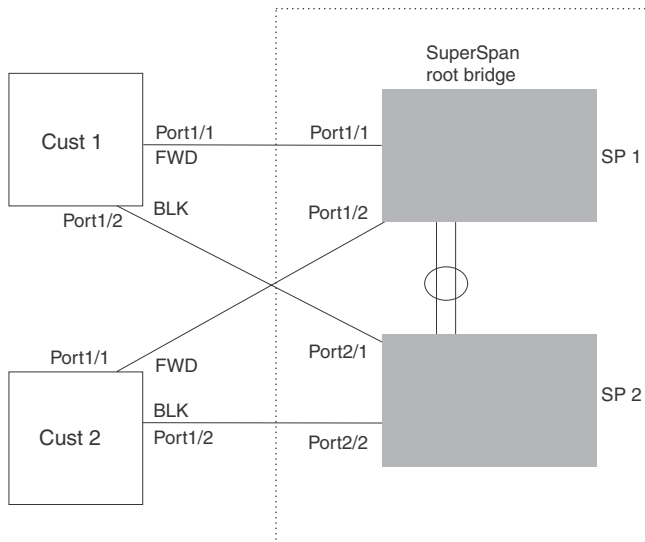 SuperSpan
root bridge
Cust 1
Port1/1
FWD
Port1/1
SP 1
Port1/2
BLK
Port1/2
Port1/1
FWD
Port2/1
Cust 2
BLK
Port1/2
Port2/2
SP 2